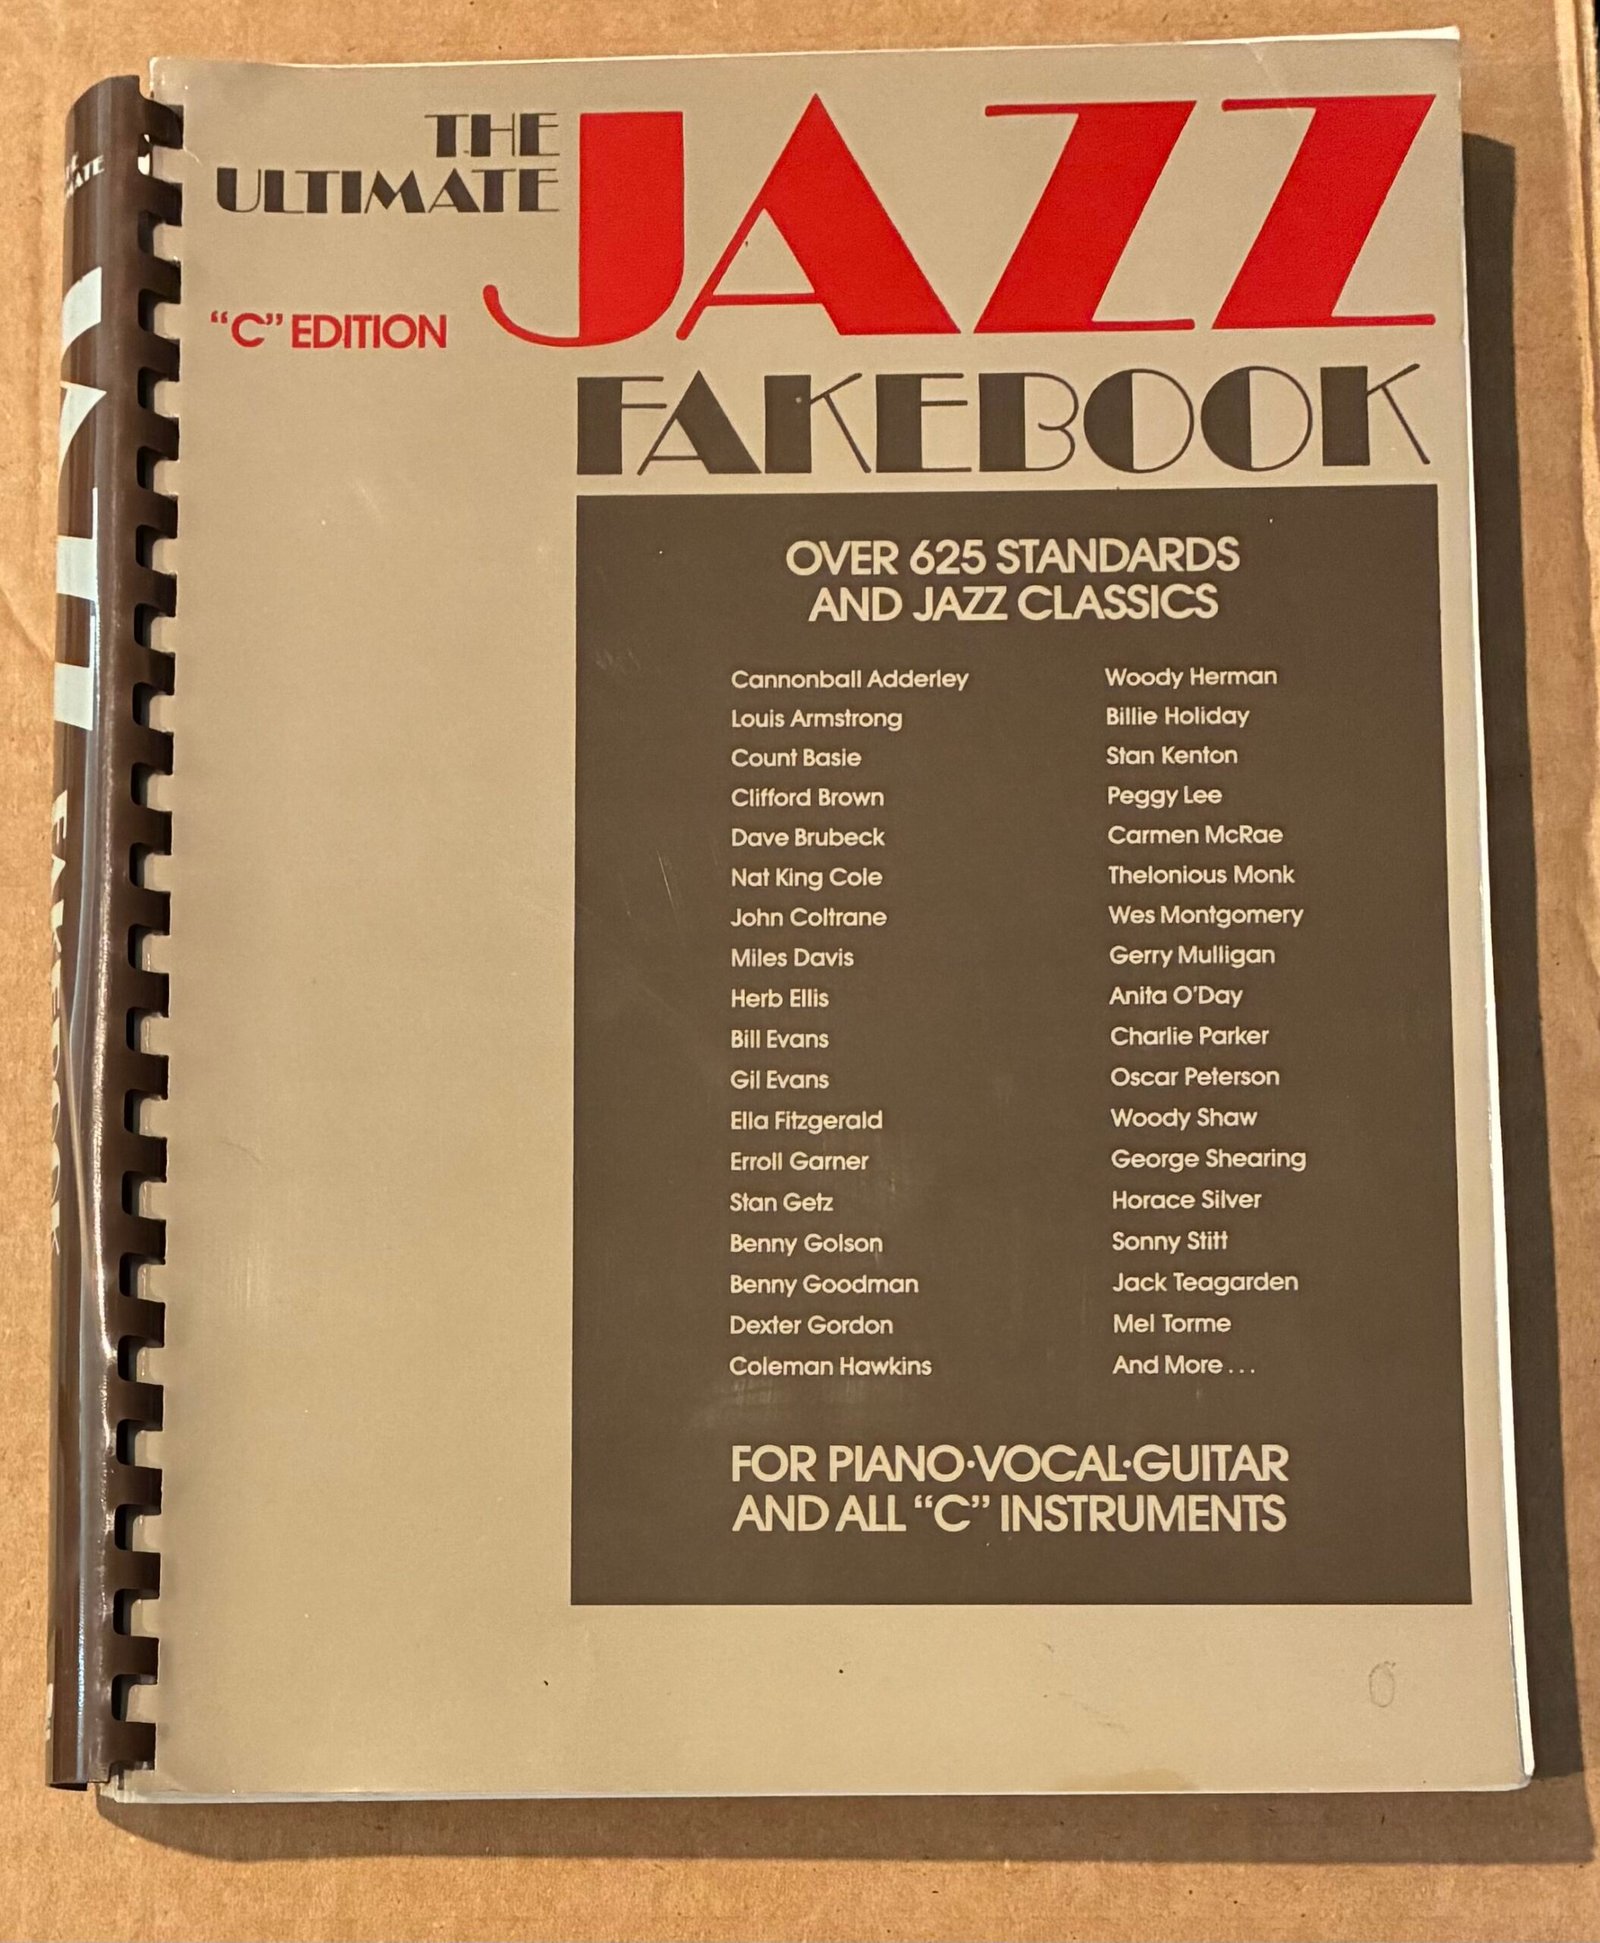 THE
ULTIMATE
JAZZ
"C" EDITION
FAKEBOOK
OVER 625 STANDARDS
AND JAZZ CLASSICS
Cannonball Adderley
Louis Armstrong
Count Basie
Clifford Brown
Dave Brubeck
Nat King Cole
John Coltrane
Miles Davis
Herb Ellis
Bill Evans
Gil Evans
Ella Fitzgerald
Erroll Garner
Stan Getz
Benny Golson
Benny Goodman
Dexter Gordon
Coleman Hawkins
Woody Herman
Billie Holiday
Stan Kenton
Peggy Lee
Carmen McRae
Thelonious Monk
Wes Montgomery
Gerry Mulligan
Anita O'Day
Charlie Parker
Oscar Peterson
Woody Shaw
George Shearing
Horace Silver
Sonny Stitt
Jack Teagarden
Mel Torme
And More...
FOR PIANO·VOCAL·GUITAR
AND ALL "C" INSTRUMENTS
FAKEBOOK